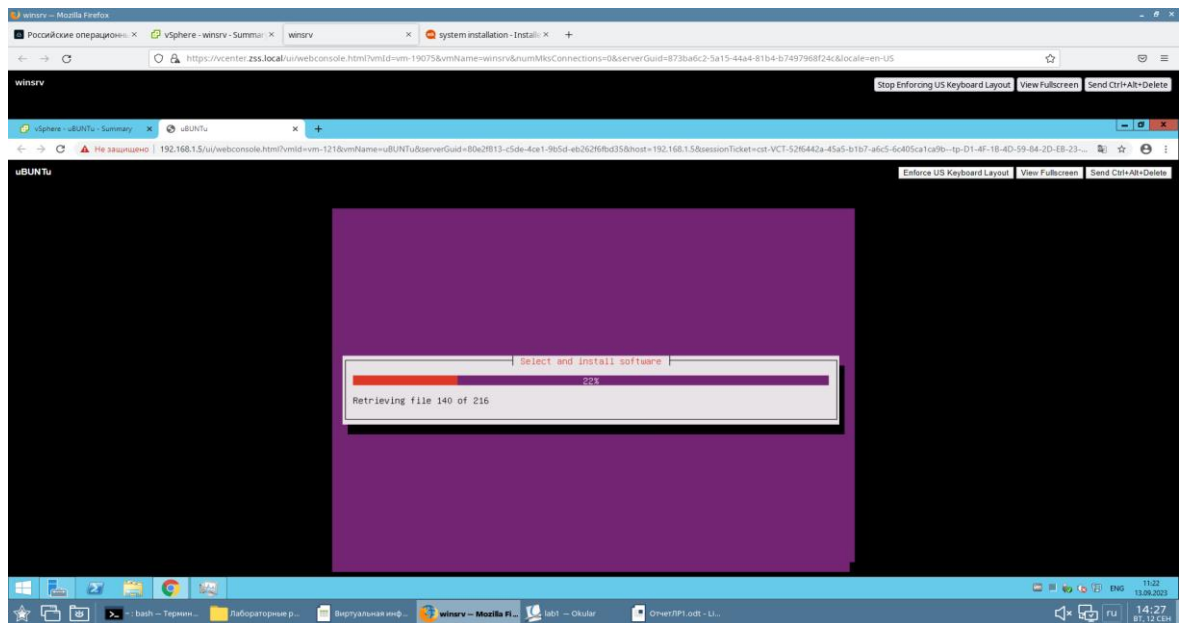 winsrv — Mozilla Firefox
Российские операционн
vSphere - winsrv - Summar
winsrv
system installation - Install
https://vcenter.zss.local/ui/webconsole.html?vmId=vm-19075&vmName=winsrv&numMksConnections=0&serverGuid=873ba6c2-5a15-44a4-81b4-b7497968f24c&locale=en-US
winsrv
Stop Enforcing US Keyboard Layout View Fullscreen Send Ctrl+Alt+Delete
vSphere - uBUNTu - Summary
uBUNTu
Не защищено 192.168.1.5/ui/webconsole.html?vmId=vm-121&vmName=uBUNTu&serverGuid=80e2f813-c5de-4ce1-9b5d-eb262f6fbd35&host=192.168.1.5&sessionTicket=cst-VCT-52f6442a-45a5-b1b7-a6c5-6c405ca1ca9b--tp-D1-4F-18-4D-59-84-2D-E8-23-...
uBUNTu
Enforce US Keyboard Layout View Fullscreen Send Ctrl+Alt+Delete
Select and install software
22%
Retrieving file 140 of 216
ENG 11:22
13.09.2023
~ : bash — Термин...
Лабораторные р...
Виртуальная инф...
winsrv — Mozilla Fi...
lab1 — Okular
ОтчетЛР1.odt - Li...
ru 14:27
ВТ, 12 СЕН